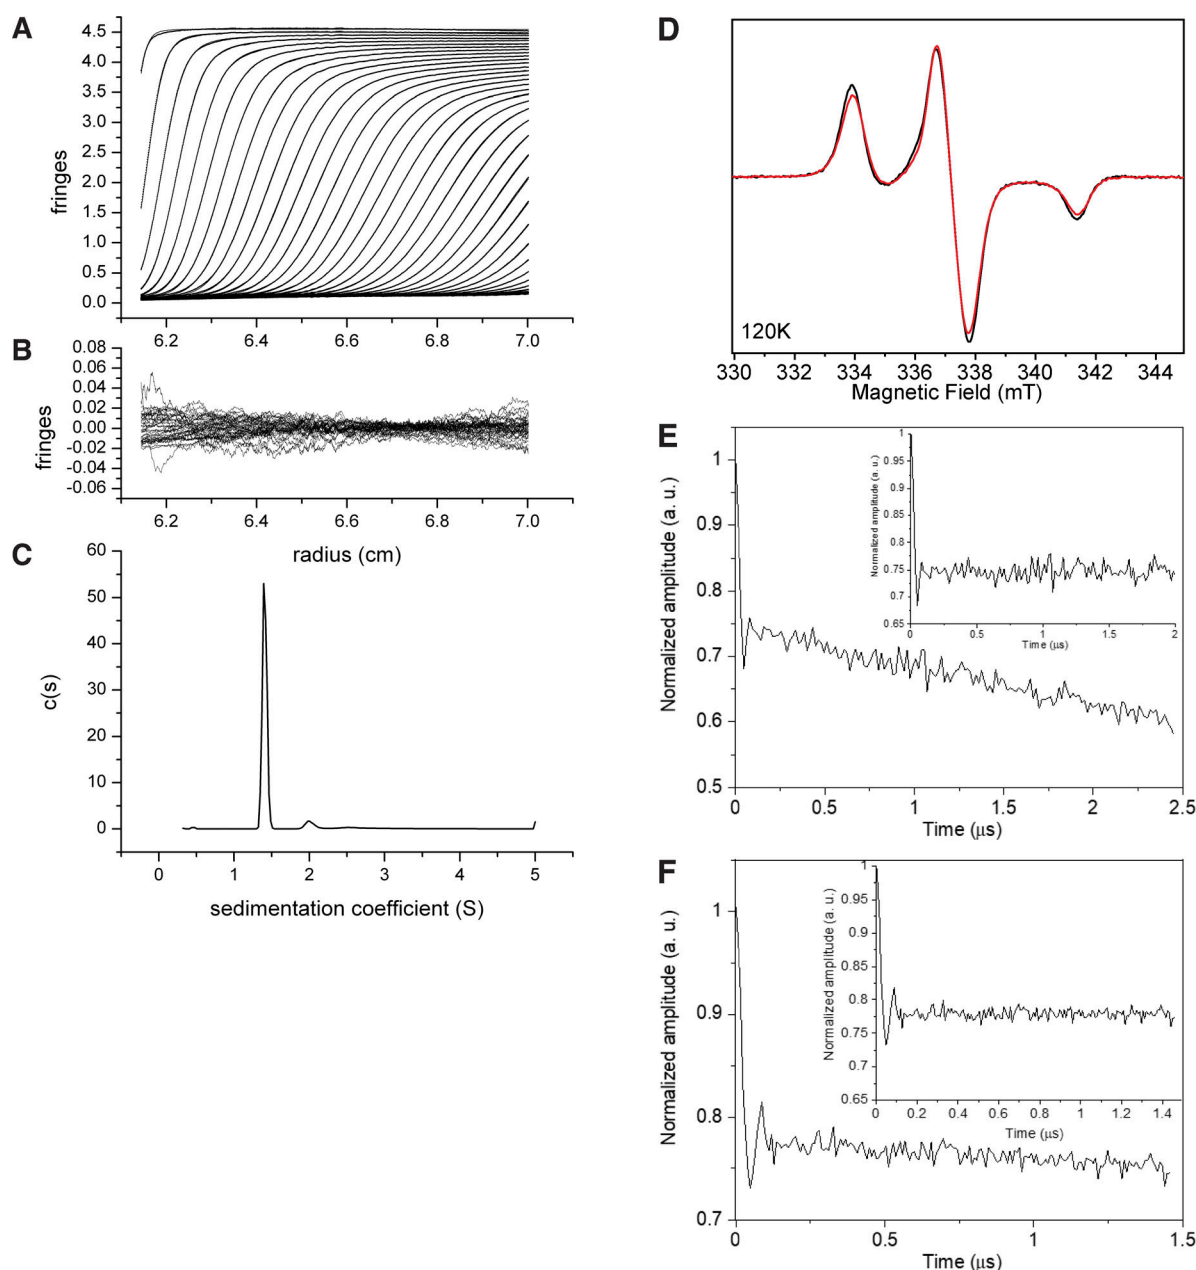 A
4.5
4.0
3.5
3.0
2.5
2.0
1.5
1.0
0.5
0.0
fringes
6.2 6.4 6.6 6.8 7.0
B
0.08
0.06
0.04
0.02
0.00
-0.02
-0.04
-0.06
fringes
6.2 6.4 6.6 6.8 7.0
radius (cm)
C
60
50
40
30
20
10
0
c(s)
0 1 2 3 4 5
sedimentation coefficient (S)
D
120K
330 332 334 336 338 340 342 344
Magnetic Field (mT)
E
1
0.9
0.8
0.7
0.6
0.5
Normalized amplitude (a. u.)
0 0.5 1 1.5 2 2.5
Time (μs)
1
0.95
0.9
0.85
0.8
0.75
0.7
0.65
Normalized amplitude (a. u.)
0 0.5 1 1.5 2
Time (μs)
F
1
0.9
0.8
0.7
Normalized amplitude (a. u.)
0 0.5 1 1.5
Time (μs)
1
0.95
0.9
0.85
0.8
0.75
0.7
0.65
Normalized amplitude (a. u.)
0 0.2 0.4 0.6 0.8 1 1.2 1.4
Time (μs)